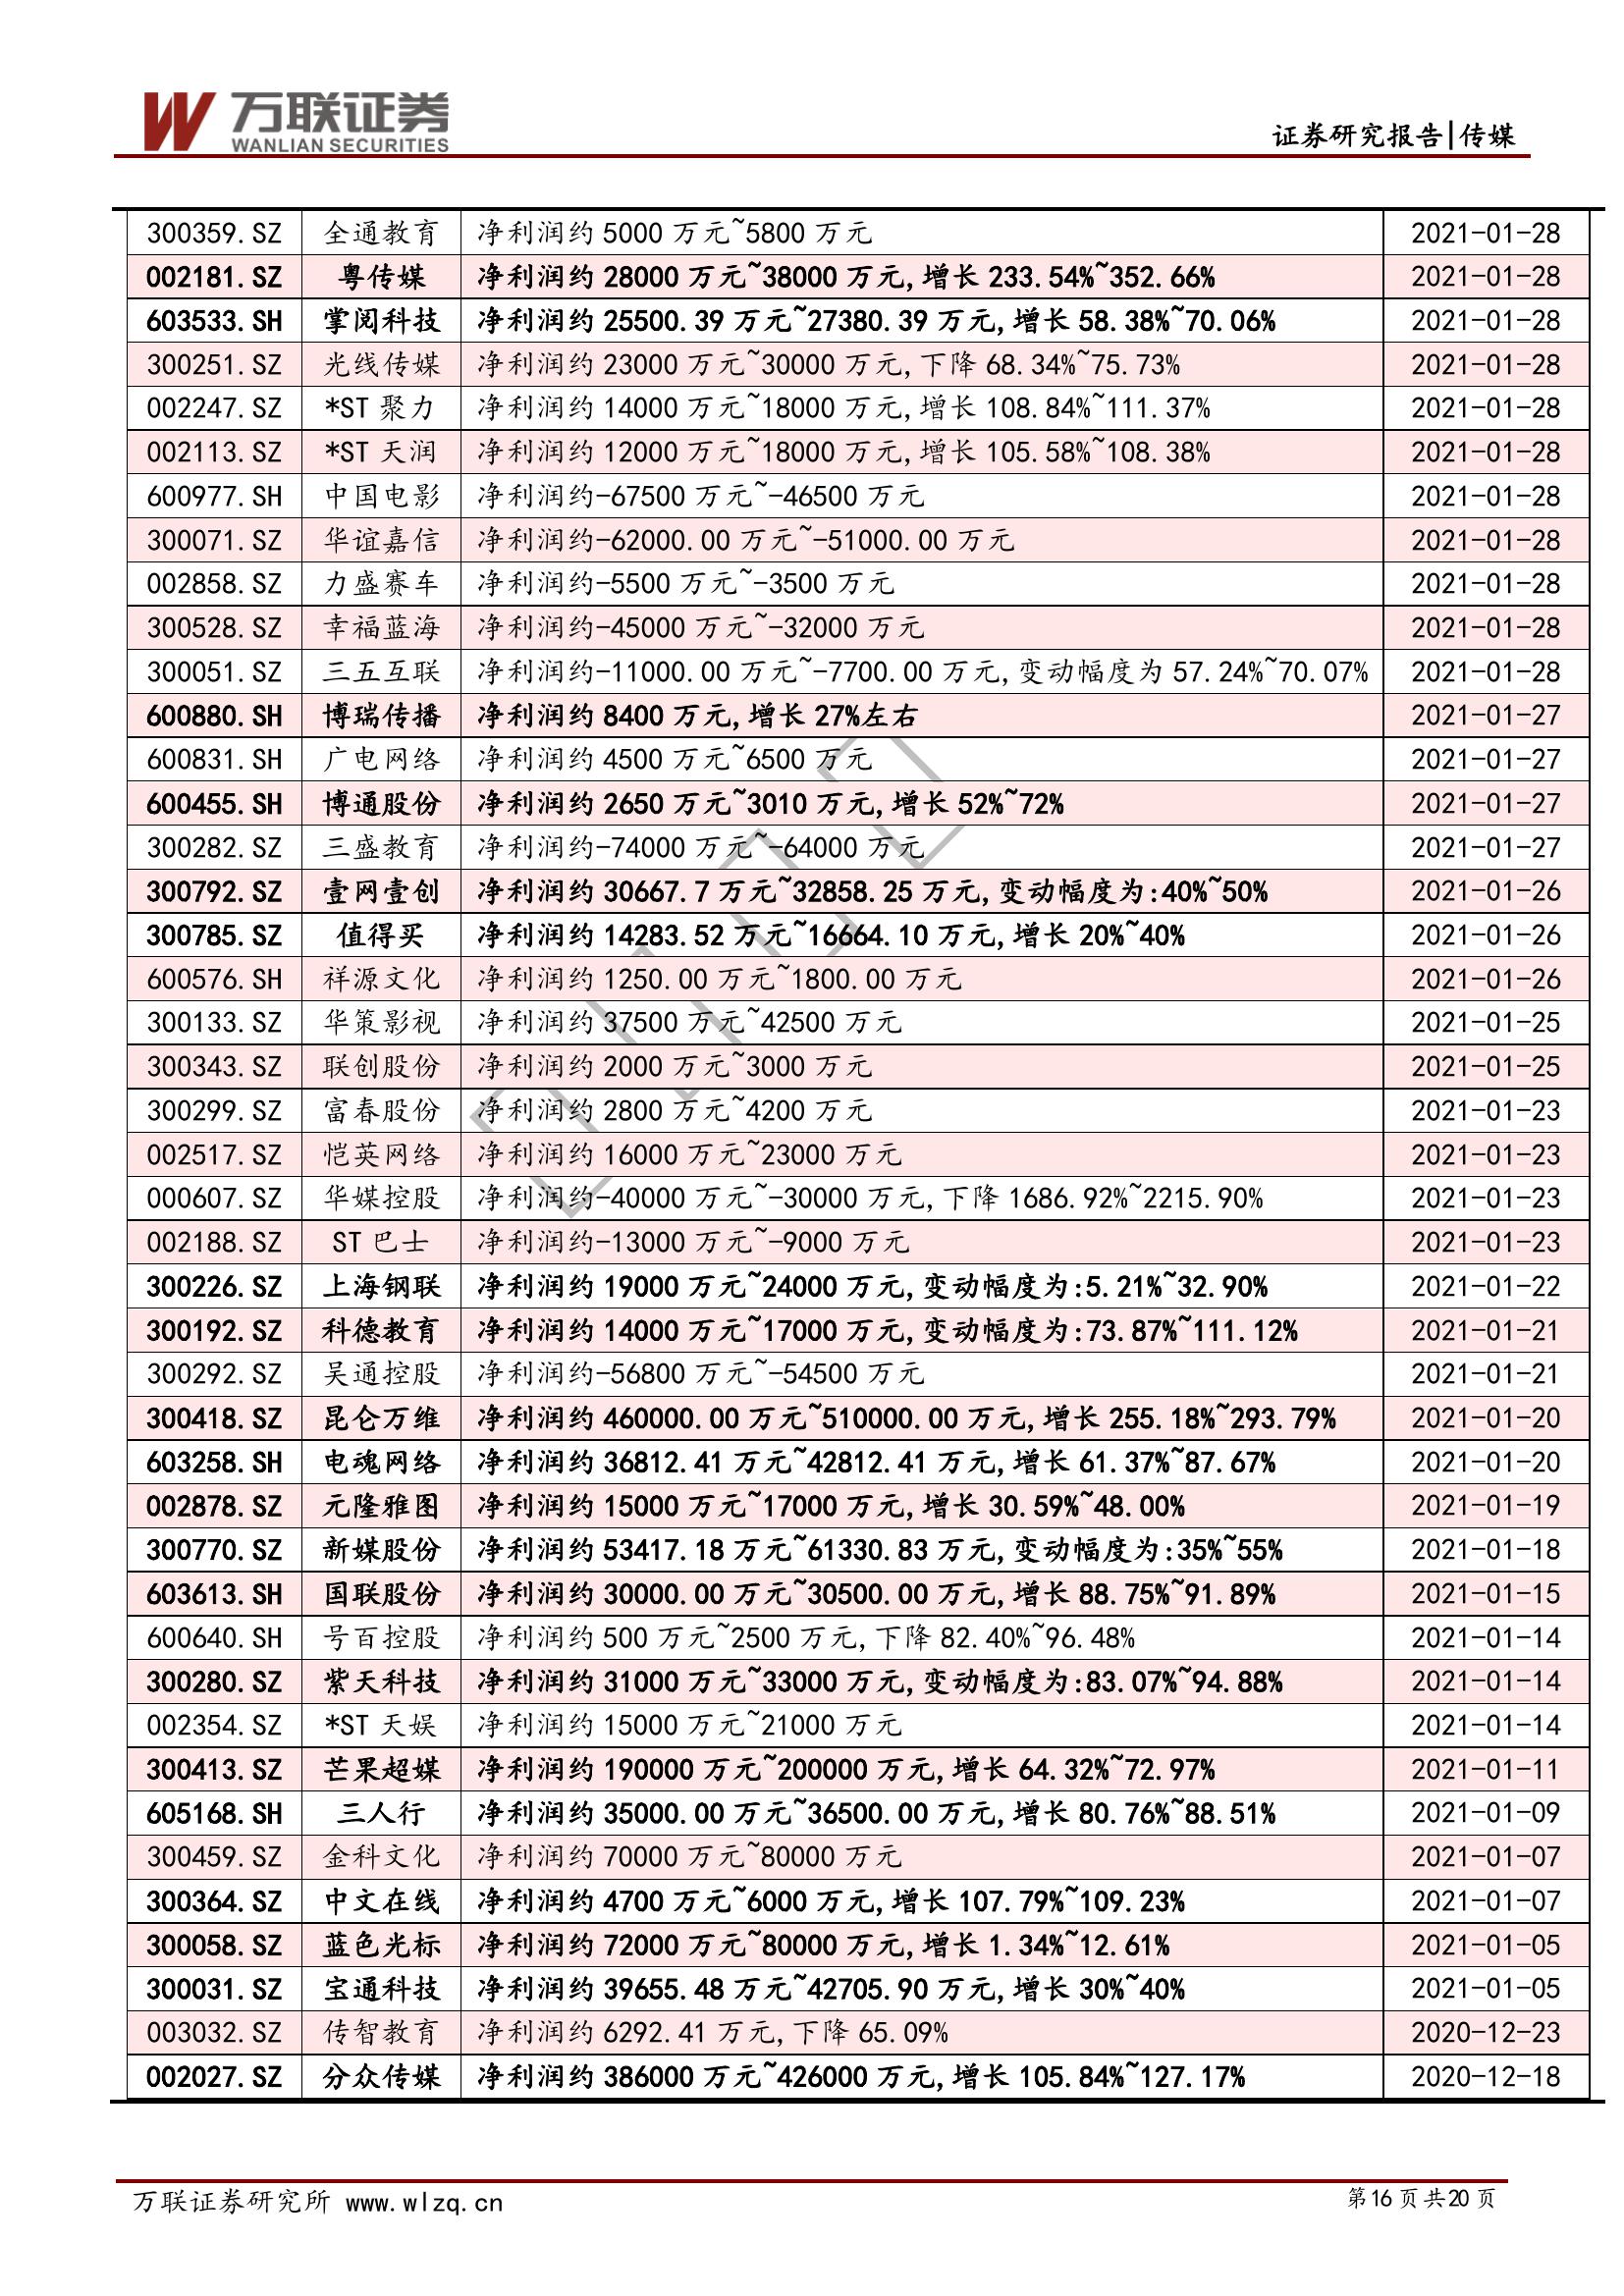 万联证券
WANLIAN SECURITIES
证券研究报告|传媒
300359.SZ 全通教育 净利润约 5000 万元~5800 万元 2021-01-28
002181.SZ 粤传媒 净利润约 28000 万元~38000 万元,增长 233.54%~352.66% 2021-01-28
603533.SH 掌阅科技 净利润约 25500.39 万元~27380.39 万元,增长 58.38%~70.06% 2021-01-28
300251.SZ 光线传媒 净利润约 23000 万元~30000 万元,下降 68.34%~75.73% 2021-01-28
002247.SZ *ST 聚力 净利润约 14000 万元~18000 万元,增长 108.84%~111.37% 2021-01-28
002113.SZ *ST 天润 净利润约 12000 万元~18000 万元,增长 105.58%~108.38% 2021-01-28
600977.SH 中国电影 净利润约-67500 万元~-46500 万元 2021-01-28
300071.SZ 华谊嘉信 净利润约-62000.00 万元~-51000.00 万元 2021-01-28
002858.SZ 力盛赛车 净利润约-5500 万元~-3500 万元 2021-01-28
300528.SZ 幸福蓝海 净利润约-45000 万元~-32000 万元 2021-01-28
300051.SZ 三五互联 净利润约-11000.00 万元~-7700.00 万元,变动幅度为 57.24%~70.07% 2021-01-28
600880.SH 博瑞传播 净利润约 8400 万元,增长 27%左右 2021-01-27
600831.SH 广电网络 净利润约 4500 万元~6500 万元 2021-01-27
600455.SH 博通股份 净利润约 2650 万元~3010 万元,增长 52%~72% 2021-01-27
300282.SZ 三盛教育 净利润约-74000 万元~-64000 万元 2021-01-27
300792.SZ 壹网壹创 净利润约 30667.7 万元~32858.25 万元,变动幅度为:40%~50% 2021-01-26
300785.SZ 值得买 净利润约 14283.52 万元~16664.10 万元,增长 20%~40% 2021-01-26
600576.SH 祥源文化 净利润约 1250.00 万元~1800.00 万元 2021-01-26
300133.SZ 华策影视 净利润约 37500 万元~42500 万元 2021-01-25
300343.SZ 联创股份 净利润约 2000 万元~3000 万元 2021-01-25
300299.SZ 富春股份 净利润约 2800 万元~4200 万元 2021-01-23
002517.SZ 恺英网络 净利润约 16000 万元~23000 万元 2021-01-23
000607.SZ 华媒控股 净利润约-40000 万元~-30000 万元,下降 1686.92%~2215.90% 2021-01-23
002188.SZ ST 巴士 净利润约-13000 万元~-9000 万元 2021-01-23
300226.SZ 上海钢联 净利润约 19000 万元~24000 万元,变动幅度为:5.21%~32.90% 2021-01-22
300192.SZ 科德教育 净利润约 14000 万元~17000 万元,变动幅度为:73.87%~111.12% 2021-01-21
300292.SZ 吴通控股 净利润约-56800 万元~-54500 万元 2021-01-21
300418.SZ 昆仑万维 净利润约 460000.00 万元~510000.00 万元,增长 255.18%~293.79% 2021-01-20
603258.SH 电魂网络 净利润约 36812.41 万元~42812.41 万元,增长 61.37%~87.67% 2021-01-20
002878.SZ 元隆雅图 净利润约 15000 万元~17000 万元,增长 30.59%~48.00% 2021-01-19
300770.SZ 新媒股份 净利润约 53417.18 万元~61330.83 万元,变动幅度为:35%~55% 2021-01-18
603613.SH 国联股份 净利润约 30000.00 万元~30500.00 万元,增长 88.75%~91.89% 2021-01-15
600640.SH 号百控股 净利润约 500 万元~2500 万元,下降 82.40%~96.48% 2021-01-14
300280.SZ 紫天科技 净利润约 31000 万元~33000 万元,变动幅度为:83.07%~94.88% 2021-01-14
002354.SZ *ST 天娱 净利润约 15000 万元~21000 万元 2021-01-14
300413.SZ 芒果超媒 净利润约 190000 万元~200000 万元,增长 64.32%~72.97% 2021-01-11
605168.SH 三人行 净利润约 35000.00 万元~36500.00 万元,增长 80.76%~88.51% 2021-01-09
300459.SZ 金科文化 净利润约 70000 万元~80000 万元 2021-01-07
300364.SZ 中文在线 净利润约 4700 万元~6000 万元,增长 107.79%~109.23% 2021-01-07
300058.SZ 蓝色光标 净利润约 72000 万元~80000 万元,增长 1.34%~12.61% 2021-01-05
300031.SZ 宝通科技 净利润约 39655.48 万元~42705.90 万元,增长 30%~40% 2021-01-05
003032.SZ 传智教育 净利润约 6292.41 万元,下降 65.09% 2020-12-23
002027.SZ 分众传媒 净利润约 386000 万元~426000 万元,增长 105.84%~127.17% 2020-12-18
万联证券研究所 www.wlzq.cn
第16 页 共20 页